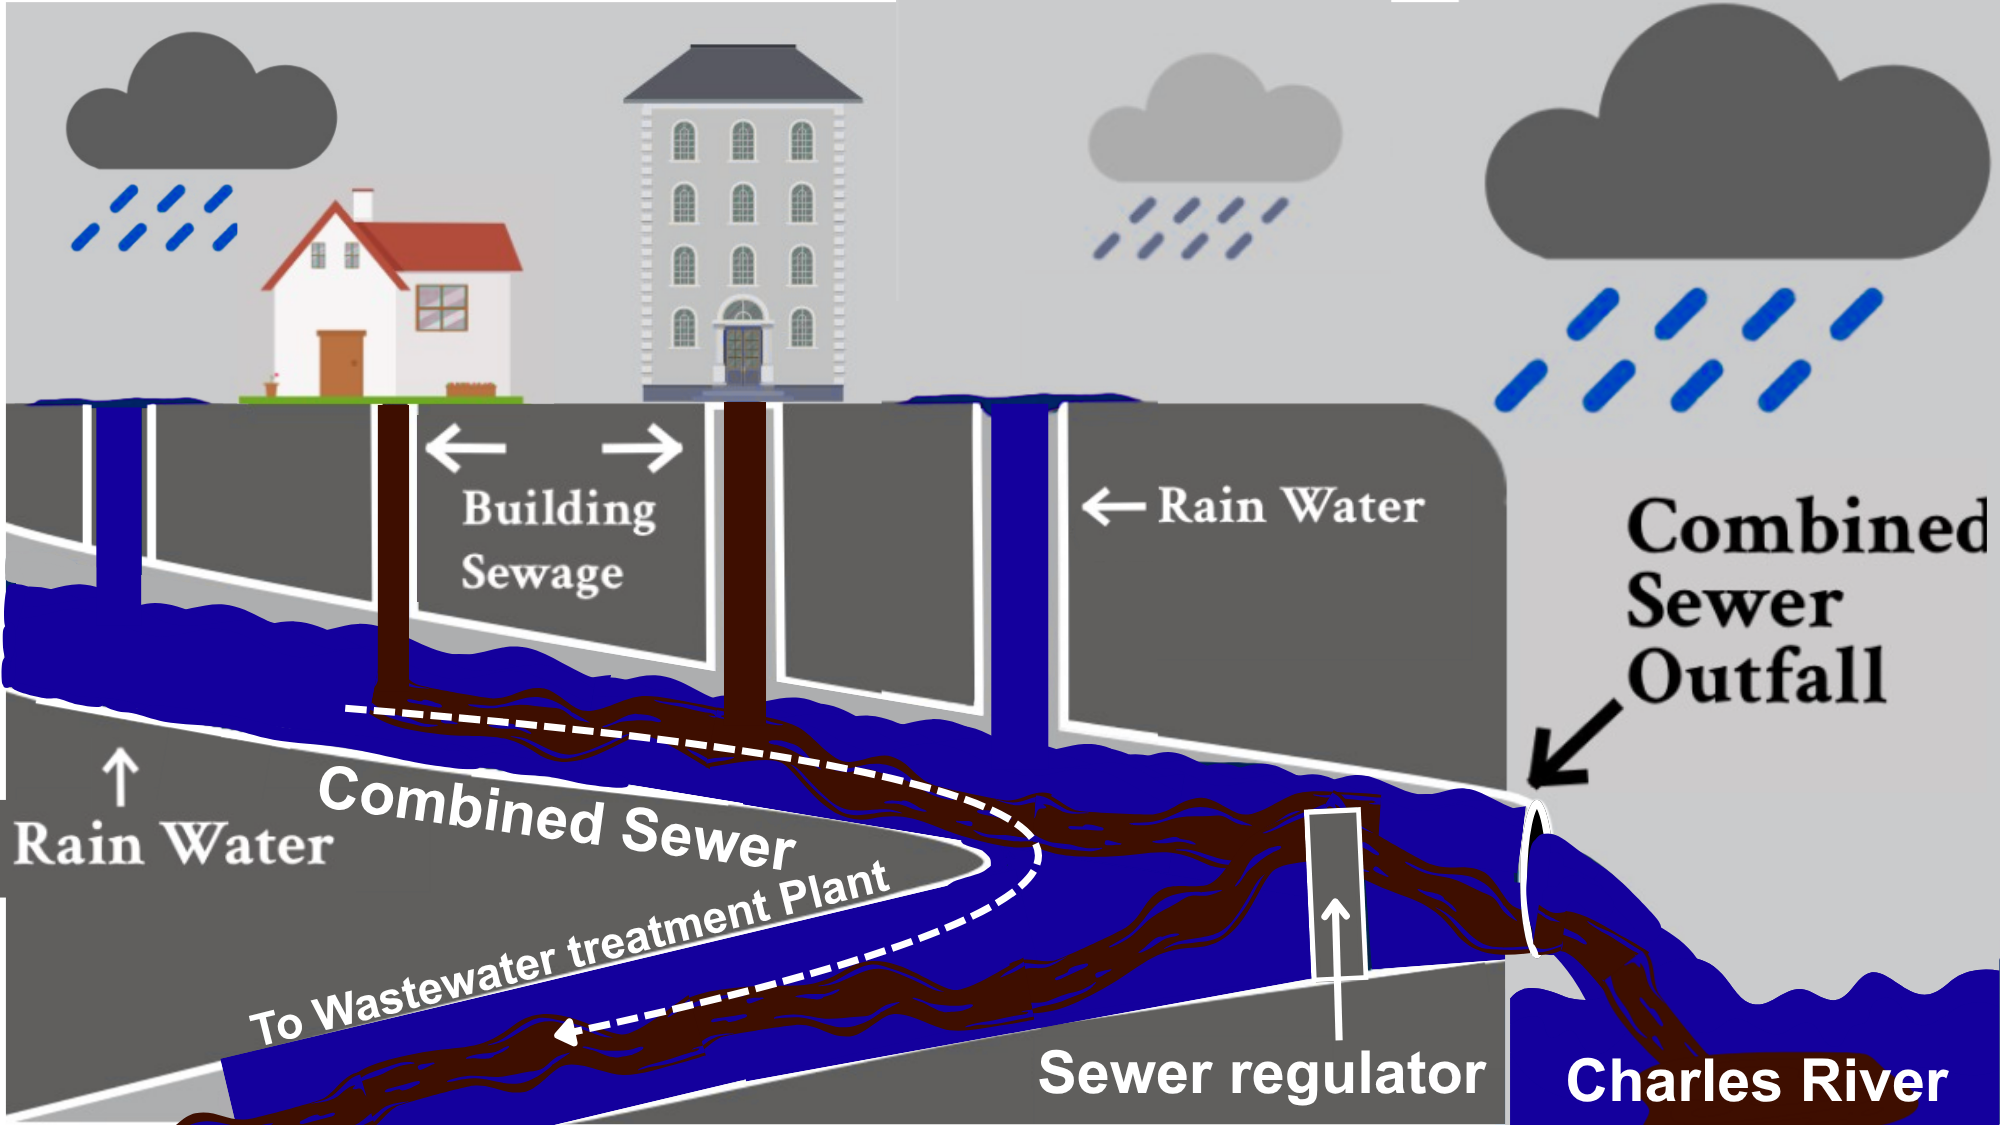 Building
Sewage
Rain Water
Combined
Sewer
Outfall
Rain Water
Combined Sewer
To Wastewater treatment Plant
Sewer regulator
Charles River